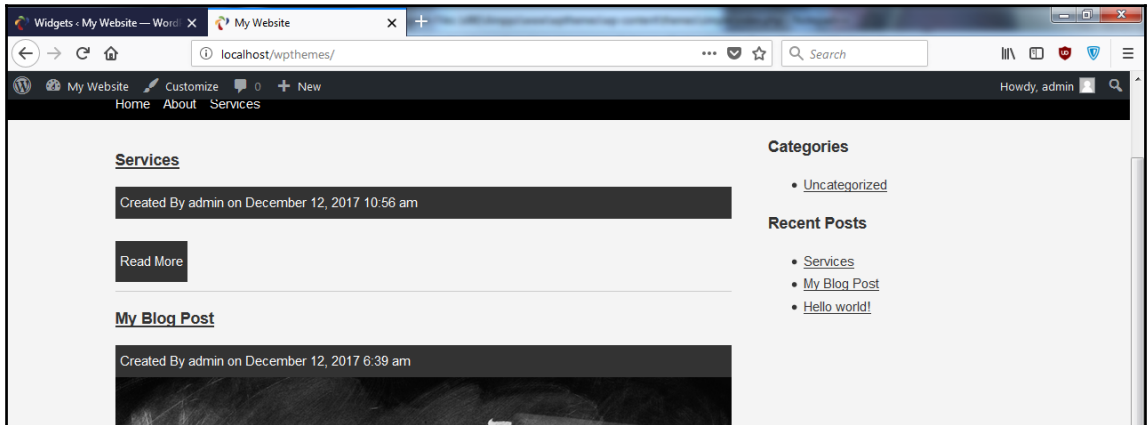 Widgets ‹ My Website — Word
My Website
localhost/wpthemes/
Search
My Website Customize 0 New
Howdy, admin
Home About Services
Services
Created By admin on December 12, 2017 10:56 am
Read More
My Blog Post
Created By admin on December 12, 2017 6:39 am
Categories
Uncategorized
Recent Posts
Services
My Blog Post
Hello world!